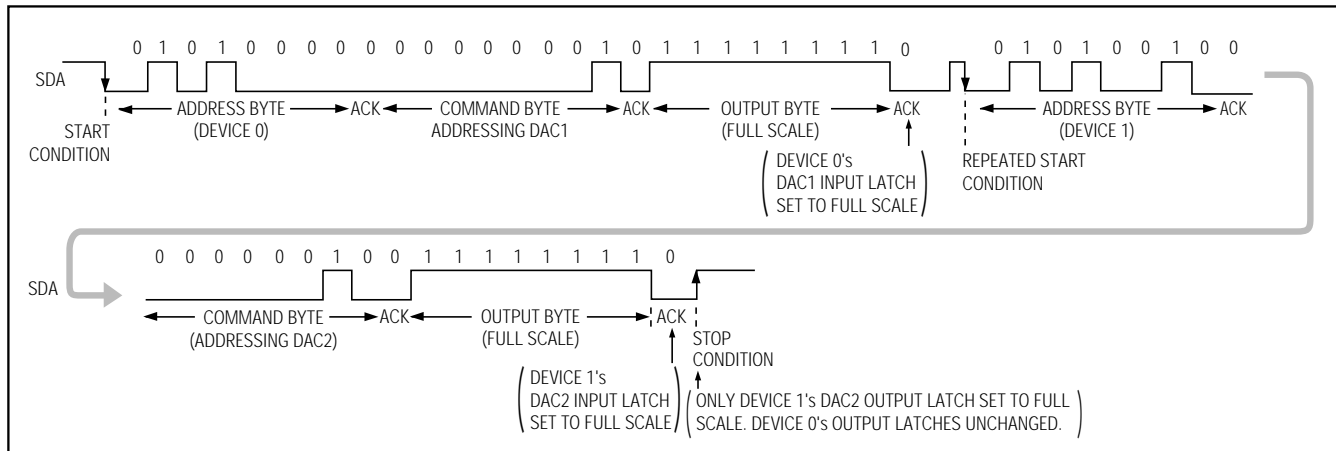 0 1 0 1 0 0 0 0 0 0 0 0 0 0 0 0 1 0 1 1 1 1 1 1 1 1 0 0 1 0 1 0 0 1 0 0
SDA
ADDRESS BYTE (DEVICE 0)
ACK
COMMAND BYTE ADDRESSING DAC1
ACK
OUTPUT BYTE (FULL SCALE)
ACK
ADDRESS BYTE (DEVICE 1)
ACK
START CONDITION
DEVICE 0's
DAC1 INPUT LATCH
SET TO FULL SCALE
REPEATED START CONDITION
0 0 0 0 0 0 1 0 0 1 1 1 1 1 1 1 1 0
SDA
COMMAND BYTE (ADDRESSING DAC2)
ACK
OUTPUT BYTE (FULL SCALE)
ACK
STOP CONDITION
DEVICE 1's
DAC2 INPUT LATCH
SET TO FULL SCALE
ONLY DEVICE 1's DAC2 OUTPUT LATCH SET TO FULL
SCALE. DEVICE 0's OUTPUT LATCHES UNCHANGED.